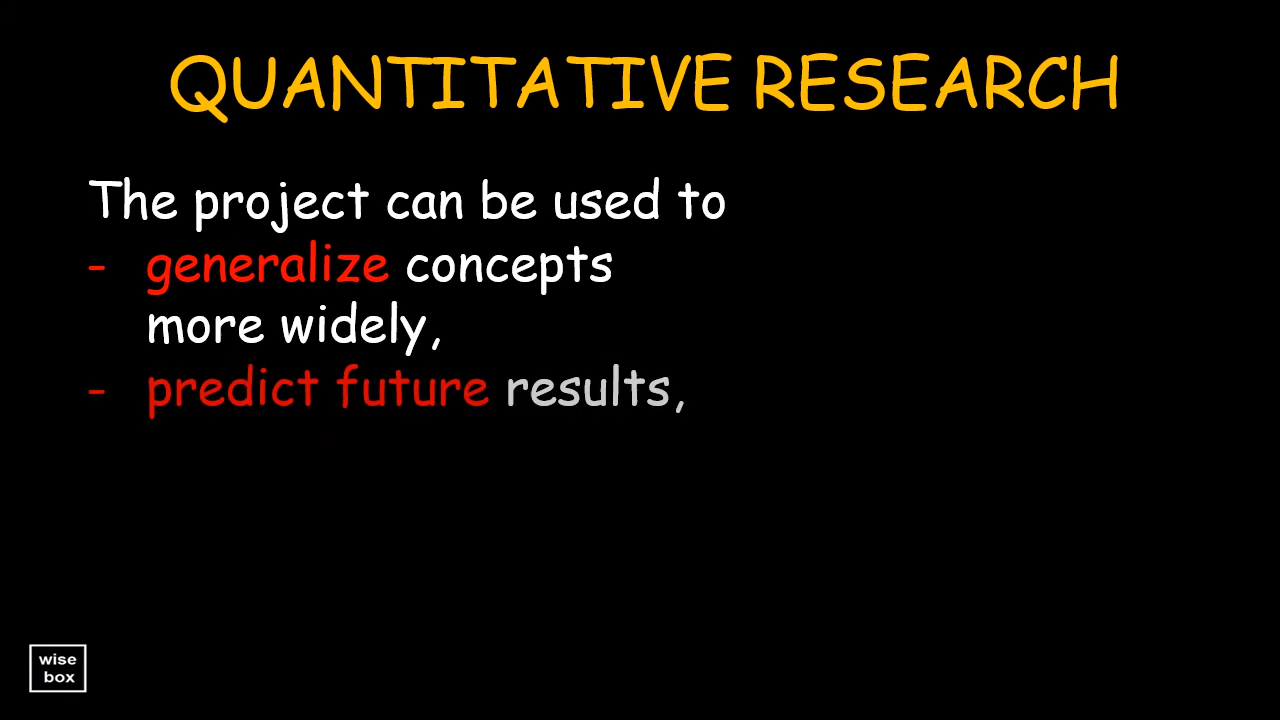 QUANTITATIVE RESEARCH
The project can be used to
- generalize concepts
more widely,
- predict future results,
wise
box